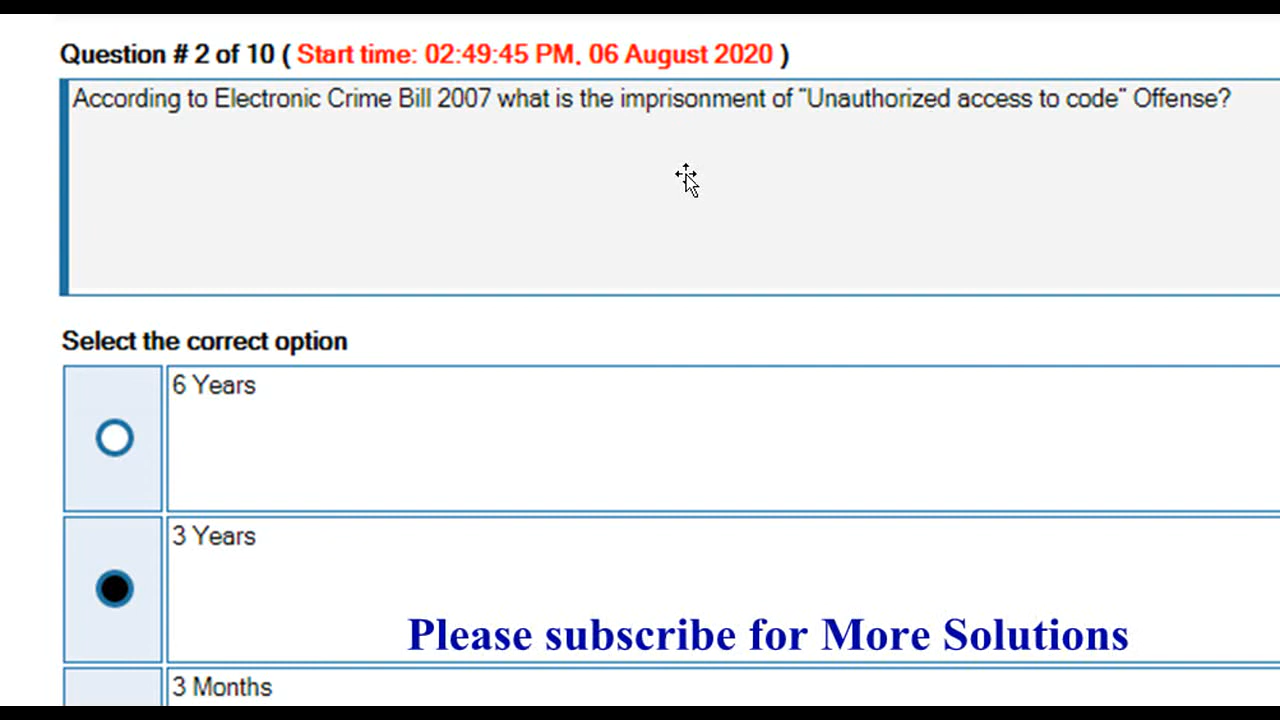 Question # 2 of 10 ( Start time: 02:49:45 PM, 06 August 2020 )
According to Electronic Crime Bill 2007 what is the imprisonment of "Unauthorized access to code" Offense?
Select the correct option
6 Years
3 Years
Please subscribe for More Solutions
3 Months